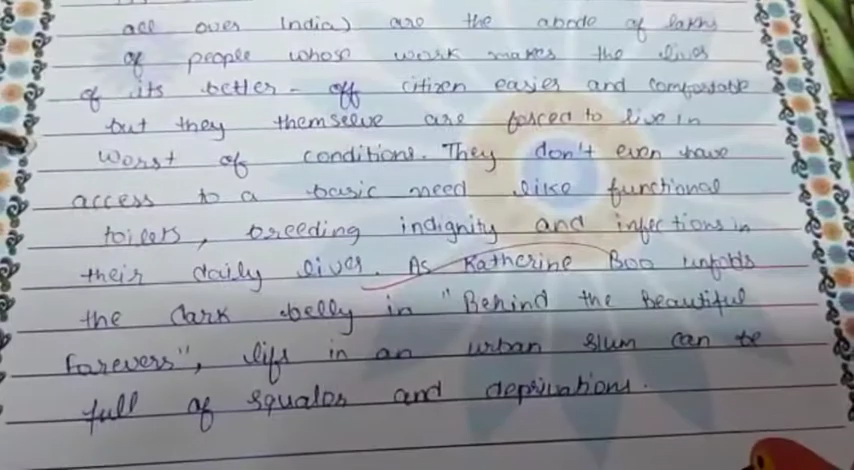 all over India) are the abode of lakhs
of people whose work makes the lives
of its better - off citizen easier and comfortable
but they themselve are forced to live in
worst of conditions. They don't even have
access to a basic need like functional
toilets, breeding indignity and infections in
their daily lives. As Katherine Boo unfolds
the dark belly in "Behind the Beautiful
Forevers", life in an urban slum can be
full of squalor and deprivations.